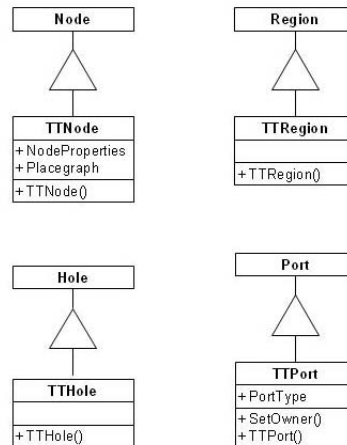 Node
TTNode
+ NodeProperties
+ Placegraph
+ TTNode()
Region
TTRegion
+ TTRegion()
Hole
TTHole
+ TTHole()
Port
TTPort
+ PortType
+ SetOwner()
+ TTPort()